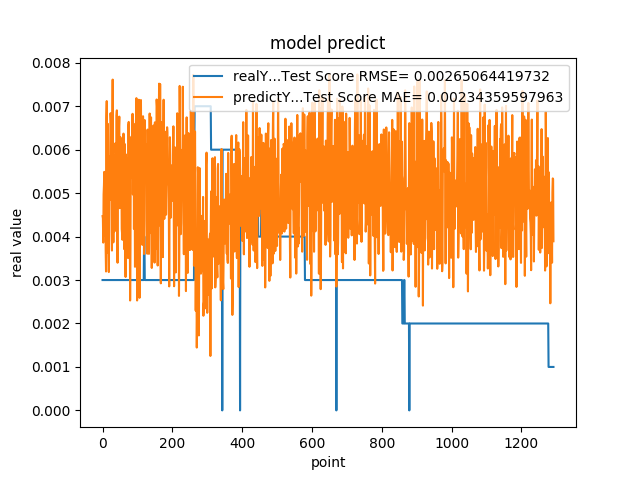 model predict
realY...Test Score RMSE= 0.00265064419732
predictY...Test Score MAE= 0.00234359597963
real value
0.008
0.007
0.006
0.005
0.004
0.003
0.002
0.001
0.000
0 200 400 600 800 1000 1200
point